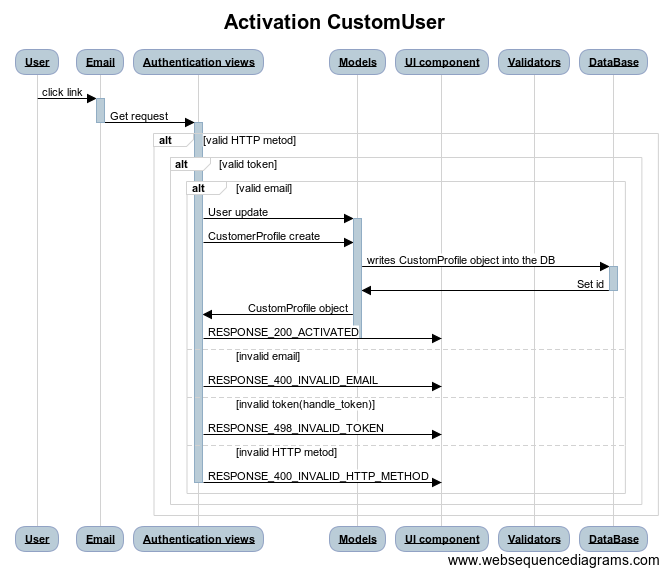 Activation CustomUser
User Email Authentication views Models UI component Validators DataBase
click link
Get request
alt [valid HTTP metod]
alt [valid token]
alt [valid email]
User update
CustomerProfile create
writes CustomProfile object into the DB
Set id
CustomProfile object
RESPONSE_200_ACTIVATED
[invalid email]
RESPONSE_400_INVALID_EMAIL
[invalid token(handle_token)]
RESPONSE_498_INVALID_TOKEN
[invalid HTTP metod]
RESPONSE_400_INVALID_HTTP_METHOD
User Email Authentication views Models UI component Validators DataBase
www.websequencediagrams.com